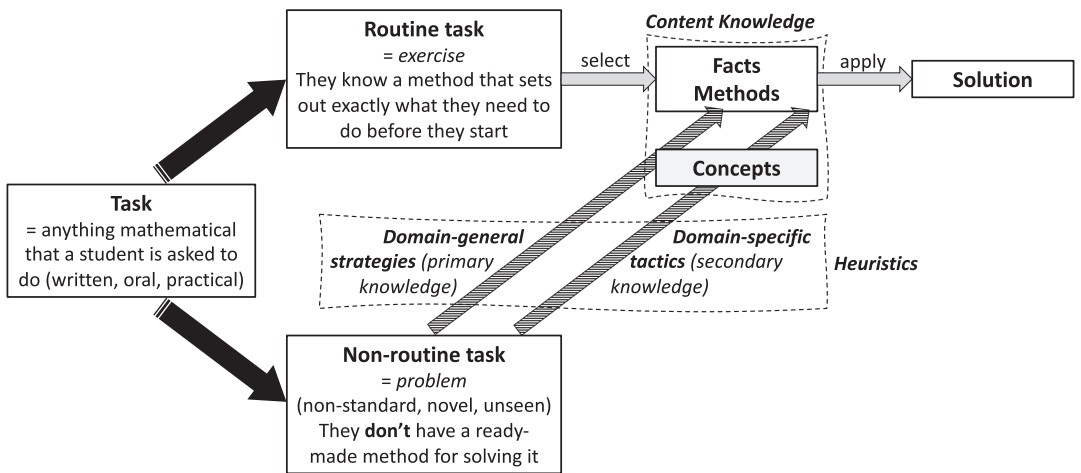 Routine task
= exercise
They know a method that sets
out exactly what they need to
do before they start
select
Content Knowledge
Facts
Methods
apply
Solution
Concepts
Task
= anything mathematical
that a student is asked to
do (written, oral, practical)
Domain-general
strategies (primary
knowledge)
Domain-specific
tactics (secondary
knowledge)
Heuristics
Non-routine task
= problem
(non-standard, novel, unseen)
They don't have a ready-
made method for solving it